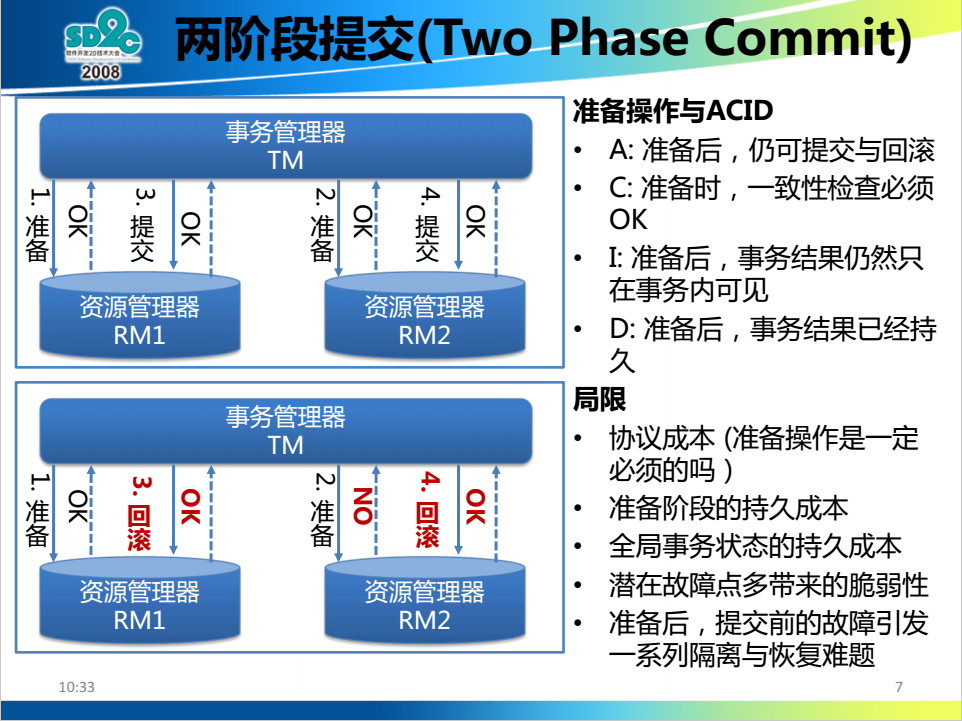 SD2C
软件开发2.0技术大会
2008
两阶段提交(Two Phase Commit)
事务管理器
TM
1. 准备
OK
3. 提交
OK
2. 准备
OK
4. 提交
OK
资源管理器
RM1
资源管理器
RM2
事务管理器
TM
1. 准备
OK
3. 回滚
OK
2. 准备
NO
4. 回滚
OK
资源管理器
RM1
资源管理器
RM2
准备操作与ACID
• A: 准备后，仍可提交与回滚
• C: 准备时，一致性检查必须
OK
• I: 准备后，事务结果仍然只
在事务内可见
• D: 准备后，事务结果已经持
久
局限
• 协议成本 (准备操作是一定
必须的吗）
• 准备阶段的持久成本
• 全局事务状态的持久成本
• 潜在故障点多带来的脆弱性
• 准备后，提交前的故障引发
一系列隔离与恢复难题
10:33
7